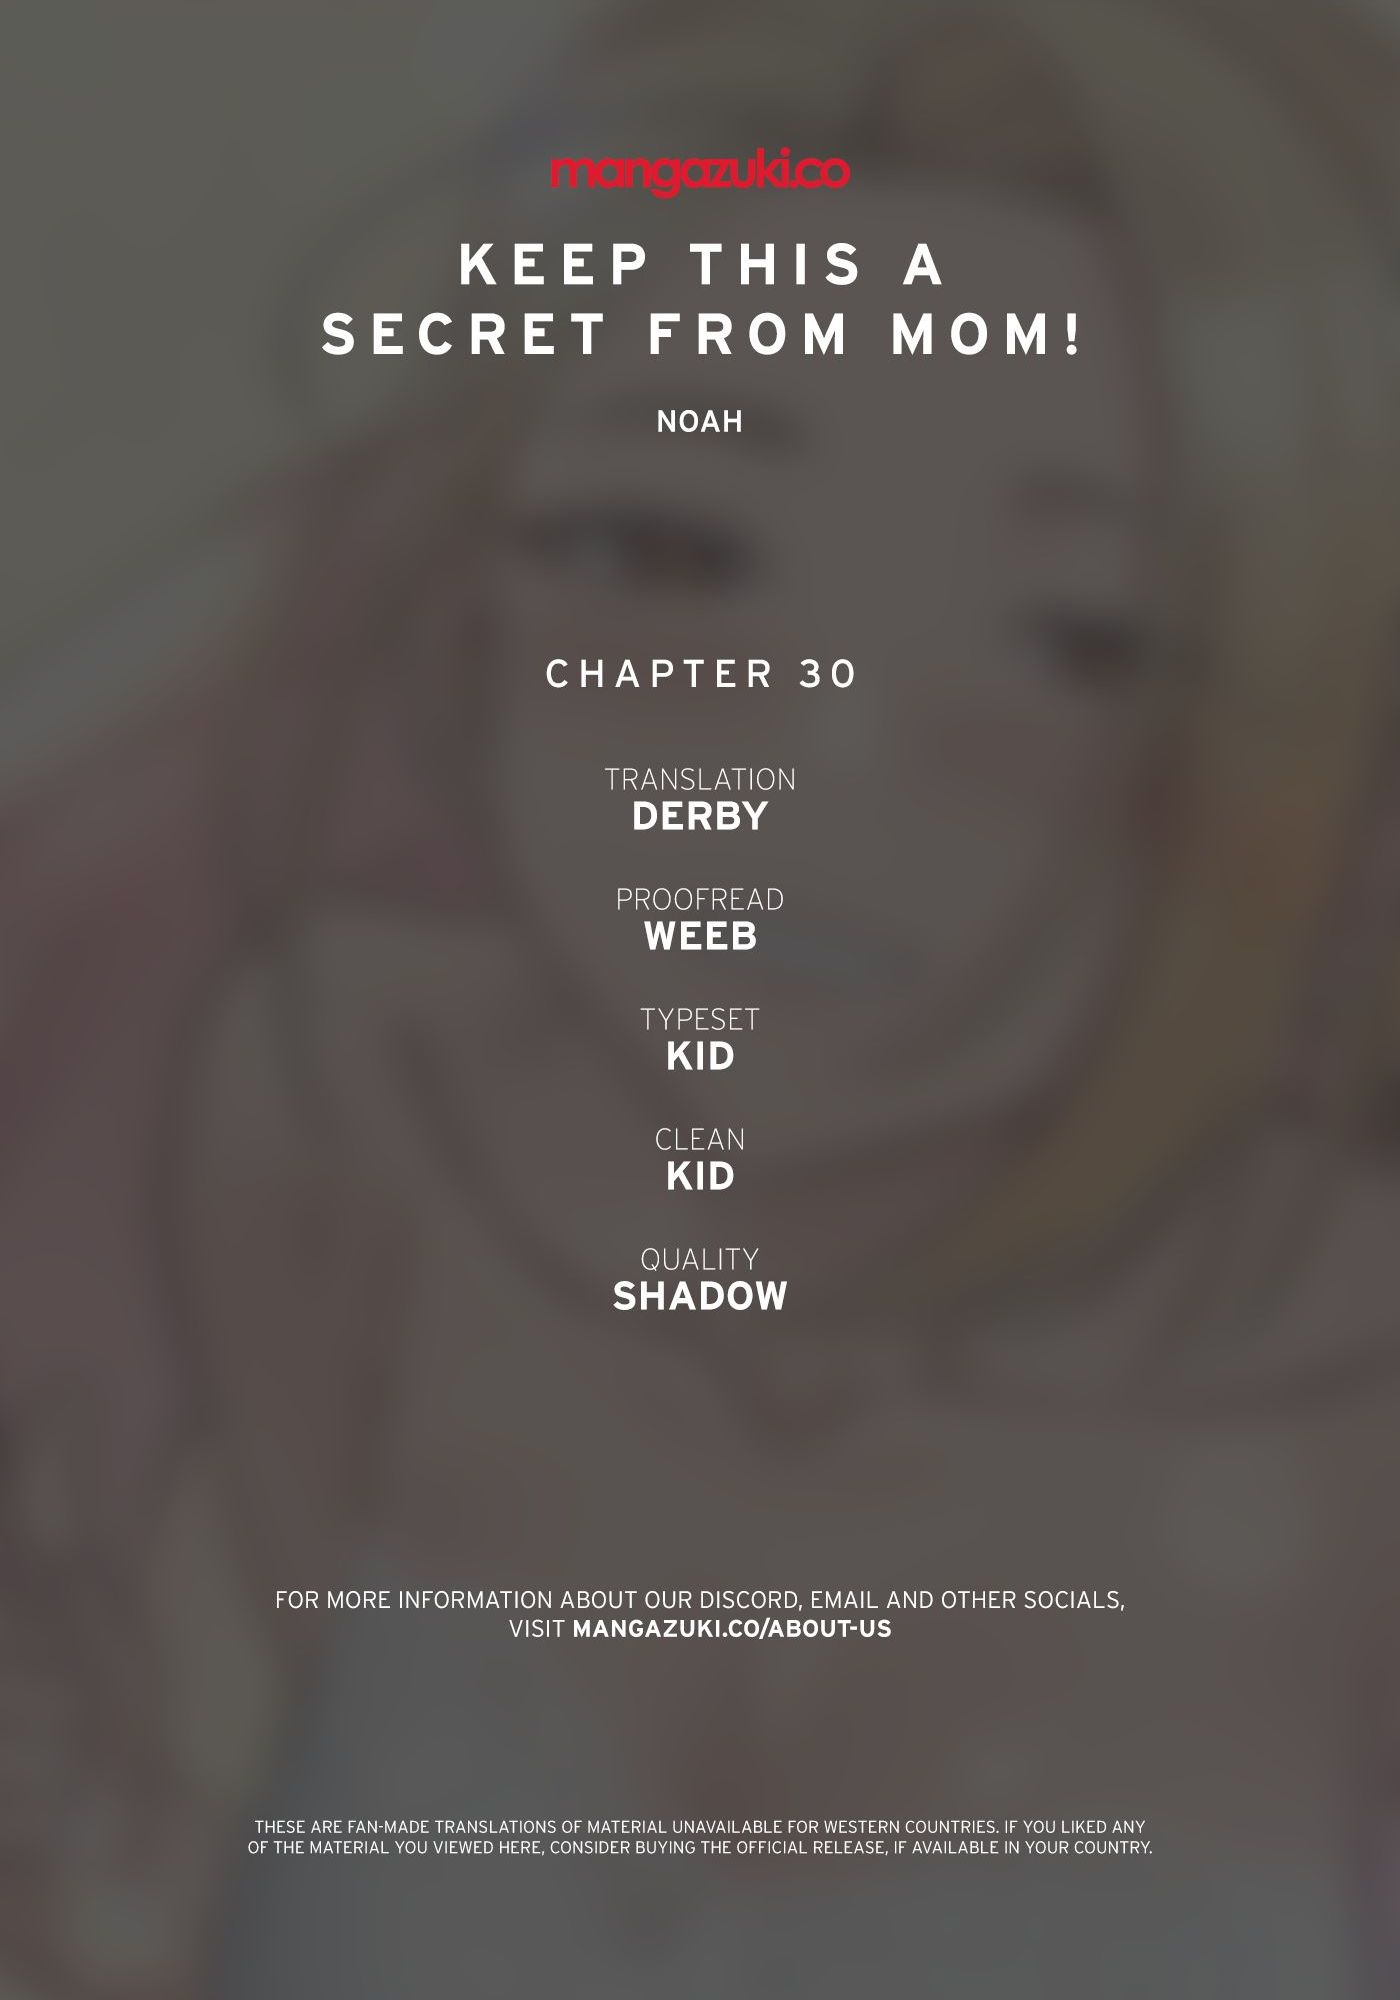 mangazuki.co
KEEP THIS A
SECRET FROM MOM!
NOAH
CHAPTER 30
TRANSLATION
DERBY
PROOFREAD
WEEB
TYPESET
KID
CLEAN
KID
QUALITY
SHADOW
FOR MORE INFORMATION ABOUT OUR DISCORD, EMAIL AND OTHER SOCIALS,
VISIT MANGAZUKI.CO/ABOUT-US
THESE ARE FAN-MADE TRANSLATIONS OF MATERIAL UNAVAILABLE FOR WESTERN COUNTRIES. IF YOU LIKED ANY
OF THE MATERIAL YOU VIEWED HERE, CONSIDER BUYING THE OFFICIAL RELEASE, IF AVAILABLE IN YOUR COUNTRY.